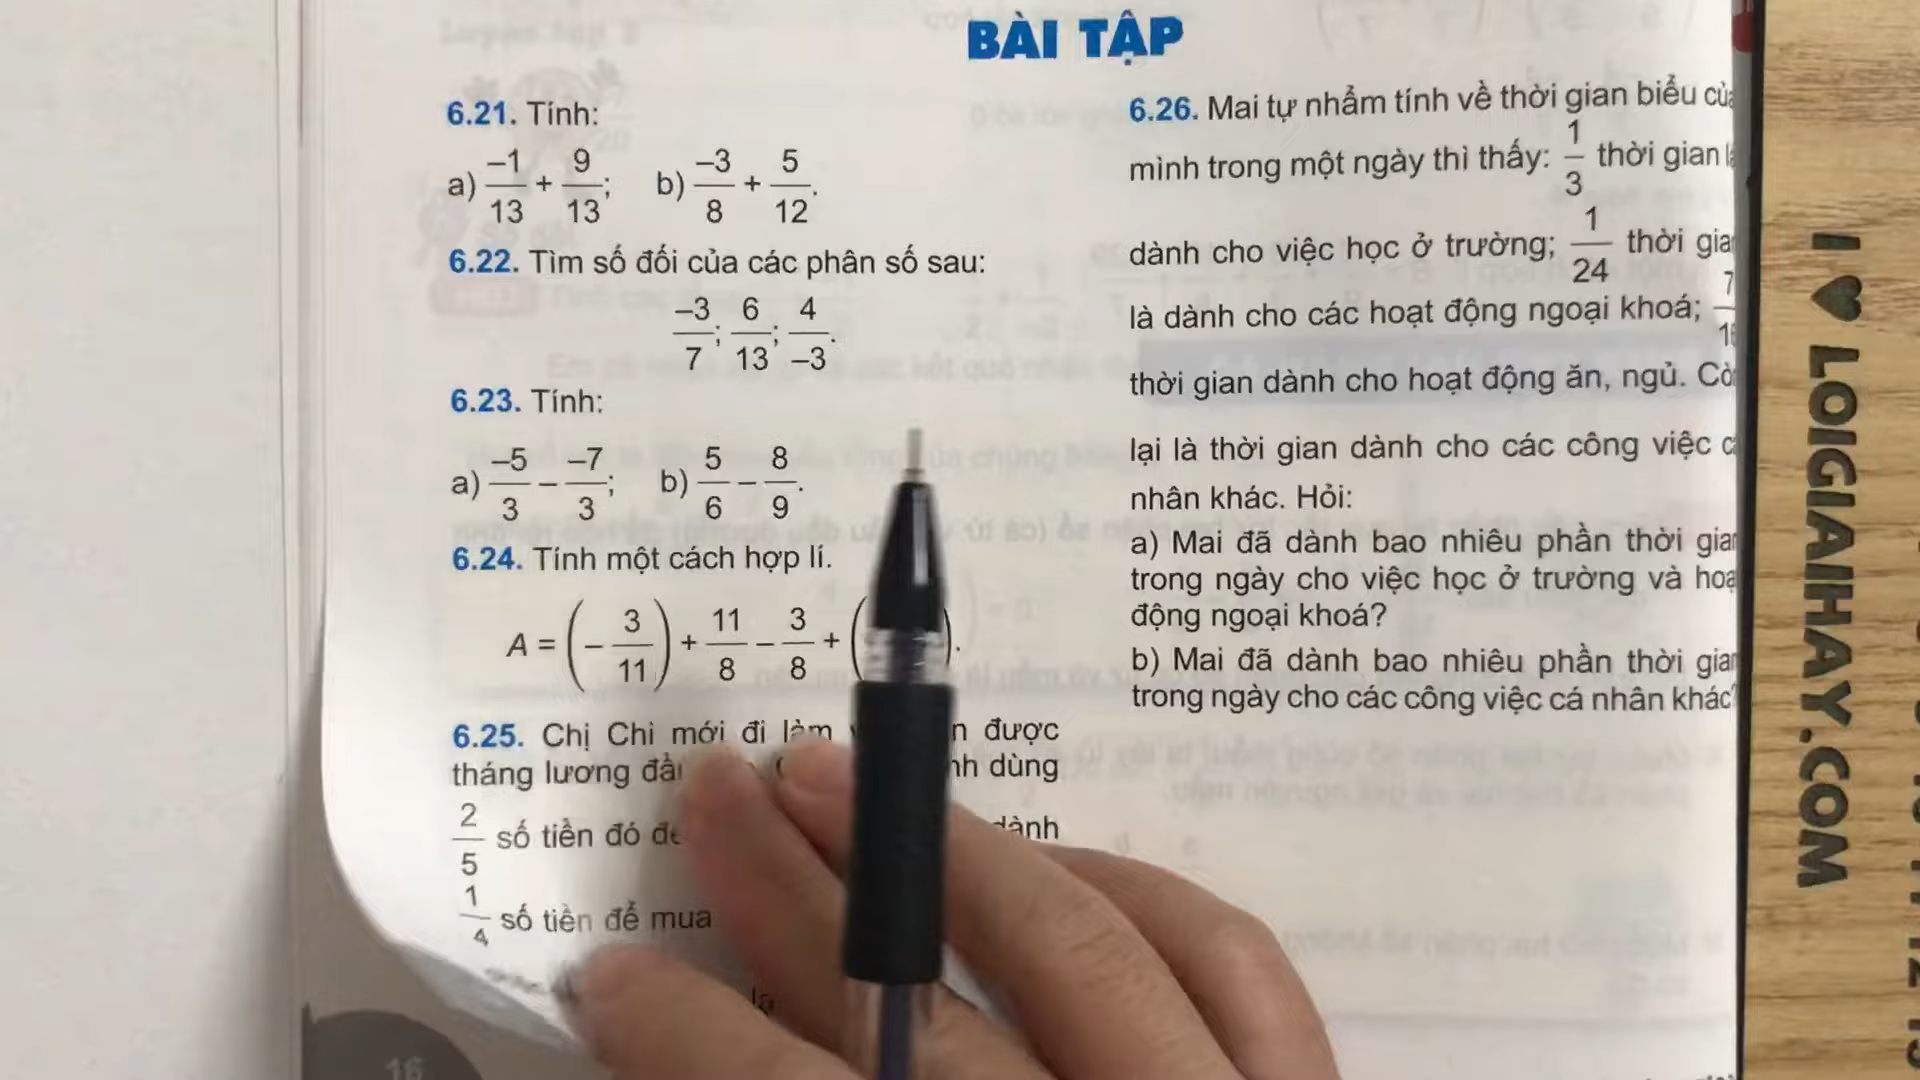 BÀI TẬP
6.21. Tính:
a) –1/13 + 9/13; b) –3/8 + 5/12.
6.22. Tìm số đối của các phân số sau:
–3/7; 6/13; 4/–3.
6.23. Tính:
a) –5/3 – –7/3; b) 5/6 – 8/9.
6.24. Tính một cách hợp lí.
A = (– 3/11) + 11/8 – 3/8 + ( ).
6.25. Chị Chi mới đi làm được
tháng lương dùng
2/5 số tiền đó dành
1/4 số tiền để mua
16
6.26. Mai tự nhẩm tính về thời gian biểu
mình trong một ngày thì thấy: 1/3 thời gian
dành cho việc học ở trường; 1/24 thời
là dành cho các hoạt động ngoại khoá;
thời gian dành cho hoạt động ăn, ngủ.
lại là thời gian dành cho các công việc
nhân khác. Hỏi:
a) Mai đã dành bao nhiêu phần thời gian
trong ngày cho việc học ở trường và
động ngoại khoá?
b) Mai đã dành bao nhiêu phần thời gian
trong ngày cho các công việc cá nhân khác?
I ♥ LOIGIAIHAY.COM